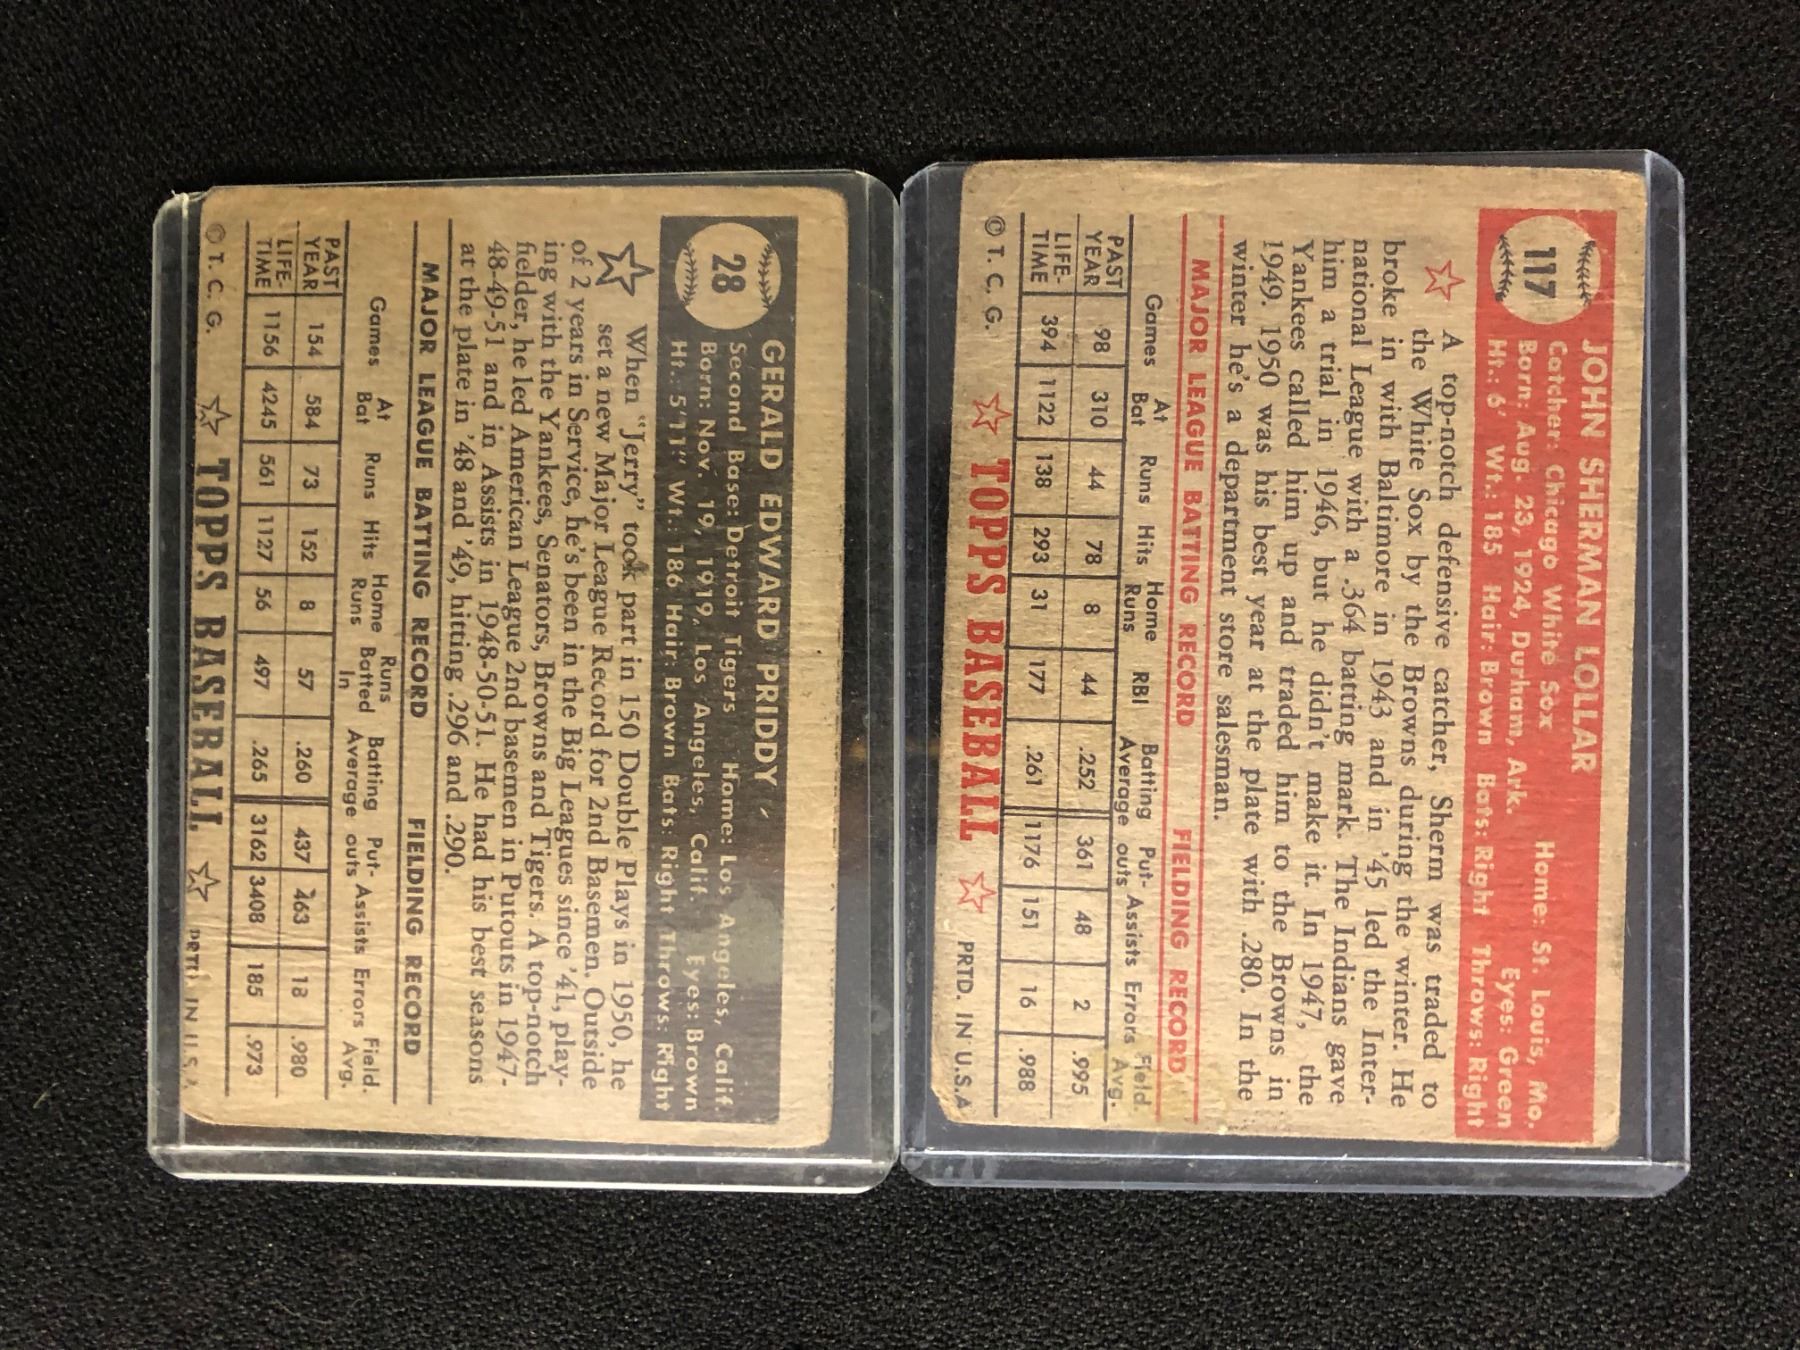 117
JOHN SHERMAN LOLLAR
Catcher: Chicago White Sox Home: St. Louis, Mo.
Born: Aug. 23, 1924, Durham, Ark. Eyes: Green
Ht.: 6' Wt.: 185 Hair: Brown Bats: Right Throws: Right
A top-notch defensive catcher, Sherm was traded to
the White Sox by the Browns during the winter. He
broke in with Baltimore in 1943 and in '45 led the Inter-
national League with a .364 batting mark. The Indians gave
him a trial in 1946, but he didn't make it. In 1947, the
Yankees called him up and traded him to the Browns in
1949. 1950 was his best year at the plate with .280. In the
winter he's a department store salesman.
MAJOR LEAGUE BATTING RECORD FIELDING RECORD
Games At Bat Runs Hits Home Runs RBI Batting Average Put-outs Assists Errors Field. Avg.
PAST YEAR 98 310 44 78 8 44 .252 361 48 2 .995
LIFE-TIME 394 1122 138 293 31 177 .261 1176 151 16 .988
© T. C. G. TOPPS BASEBALL PRTD. IN U.S.A.
28
GERALD EDWARD PRIDDY
Second Base: Detroit Tigers Home: Los Angeles, Calif.
Born: Nov. 19, 1919, Los Angeles, Calif. Eyes: Brown
Ht.: 5'11" Wt.: 186 Hair: Brown Bats: Right Throws: Right
When "Jerry" took part in 150 Double Plays in 1950, he
set a new Major League Record for 2nd Basemen. Outside
of 2 years in Service, he's been in the Big Leagues since '41, play-
ing with the Yankees, Senators, Browns and Tigers. A top-notch
fielder, he led American League 2nd basemen in Putouts in 1947-
48-49-51 and in Assists in 1948-50-51. He had his best seasons
at the plate in '48 and '49, hitting .296 and .290.
MAJOR LEAGUE BATTING RECORD FIELDING RECORD
Games At Bat Runs Hits Home Runs Runs Batted In Batting Average Put-outs Assists Errors Field. Avg.
PAST YEAR 154 584 73 152 8 57 .260 437 463 18 .980
LIFE-TIME 1156 4245 561 1127 56 497 .265 3162 3408 185 .973
© T. C. G. TOPPS BASEBALL PRTD. IN U.S.A.